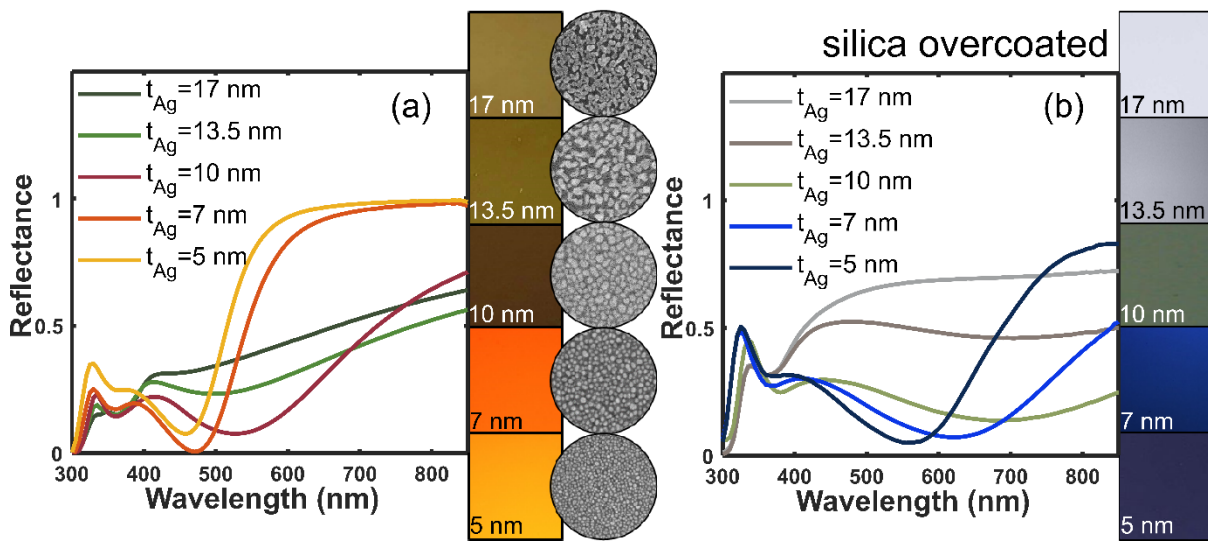 silica overcoated
(a)
t_Ag=17 nm
t_Ag=13.5 nm
t_Ag=10 nm
t_Ag=7 nm
t_Ag=5 nm
Reflectance
1
0.5
0
300 400 500 600 700 800
Wavelength (nm)
17 nm
13.5 nm
10 nm
7 nm
5 nm
(b)
t_Ag=17 nm
t_Ag=13.5 nm
t_Ag=10 nm
t_Ag=7 nm
t_Ag=5 nm
Reflectance
1
0.5
0
300 400 500 600 700 800
Wavelength (nm)
17 nm
13.5 nm
10 nm
7 nm
5 nm